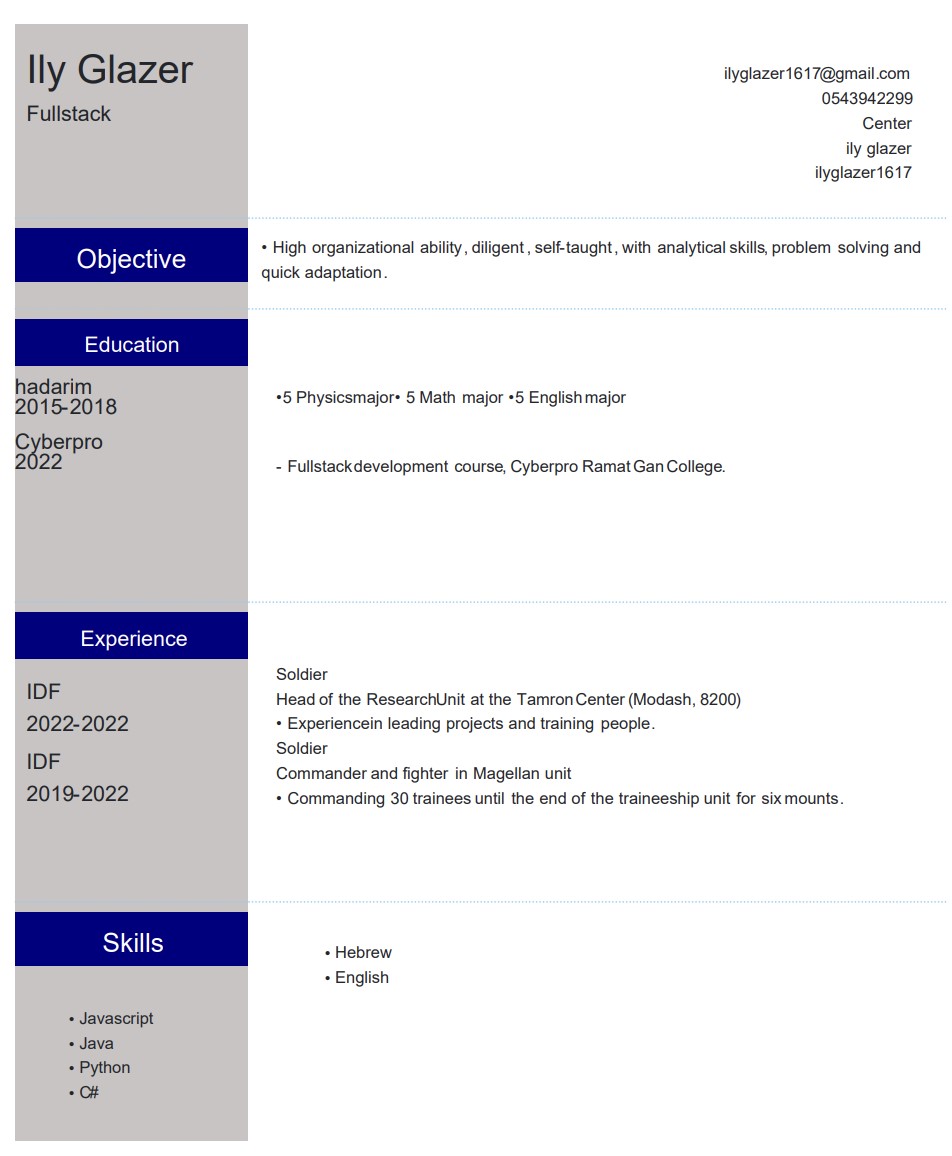 Ily Glazer
Fullstack
ilyglazer1617@gmail.com
0543942299
Center
ily glazer
ilyglazer1617
Objective
• High organizational ability, diligent, self-taught, with analytical skills, problem solving and
quick adaptation.
Education
hadarim
2015-2018
•5 Physicsmajor• 5 Math major •5 English major
Cyberpro
2022
- Fullstack development course, Cyberpro Ramat Gan College.
Experience
IDF
2022-2022
Soldier
Head of the ResearchUnit at the Tamron Center (Modash, 8200)
• Experiencein leading projects and training people.
IDF
2019-2022
Soldier
Commander and fighter in Magellan unit
• Commanding 30 trainees until the end of the traineeship unit for six mounts.
Skills
• Javascript
• Java
• Python
• C#
• Hebrew
• English